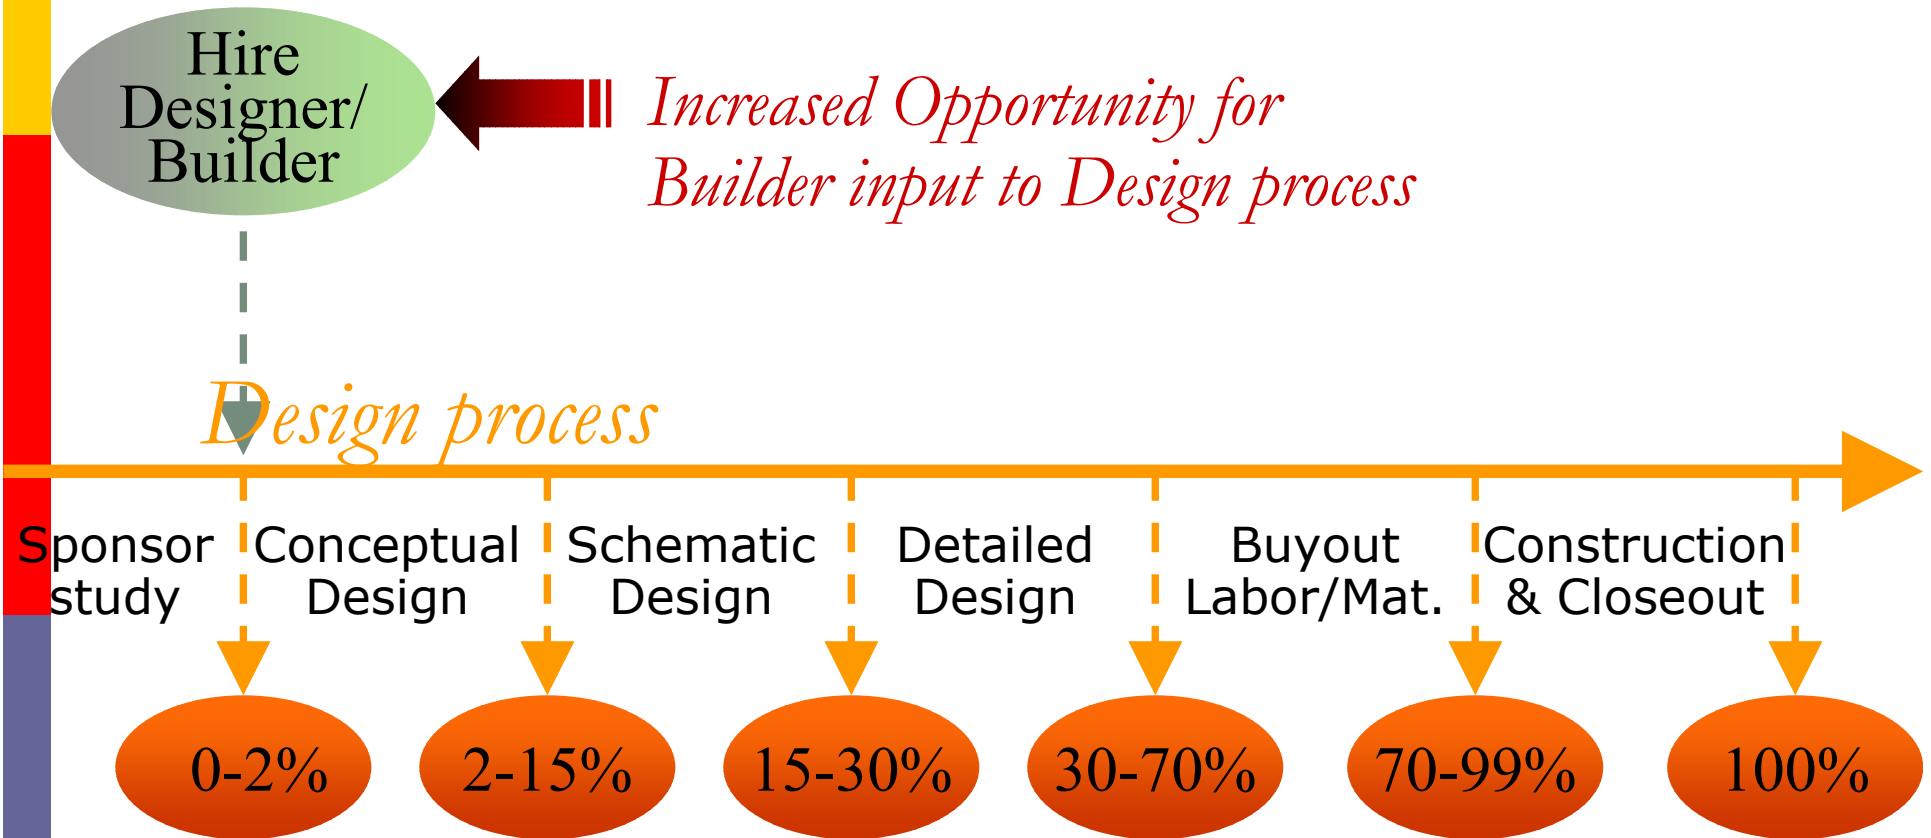 Hire
Designer/
Builder
Increased Opportunity for
Builder input to Design process
Design process
Sponsor
study
Conceptual
Design
Schematic
Design
Detailed
Design
Buyout
Labor/Mat.
Construction
& Closeout
0-2%
2-15%
15-30%
30-70%
70-99%
100%